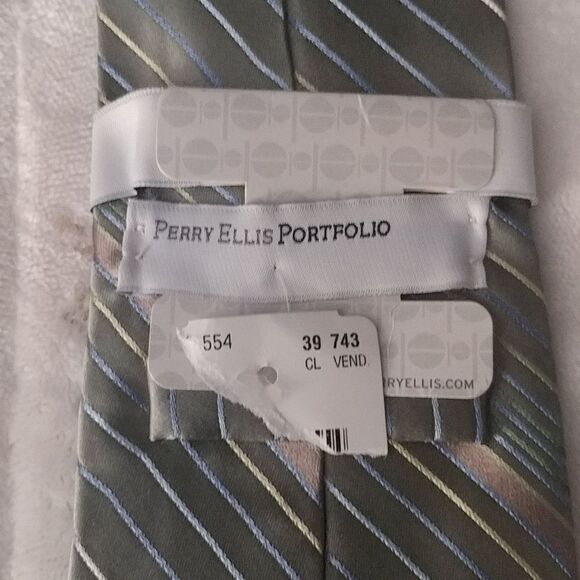 PERRY ELLIS PORTFOLIO
554 39 743
CL VEND.
RYELLIS.COM